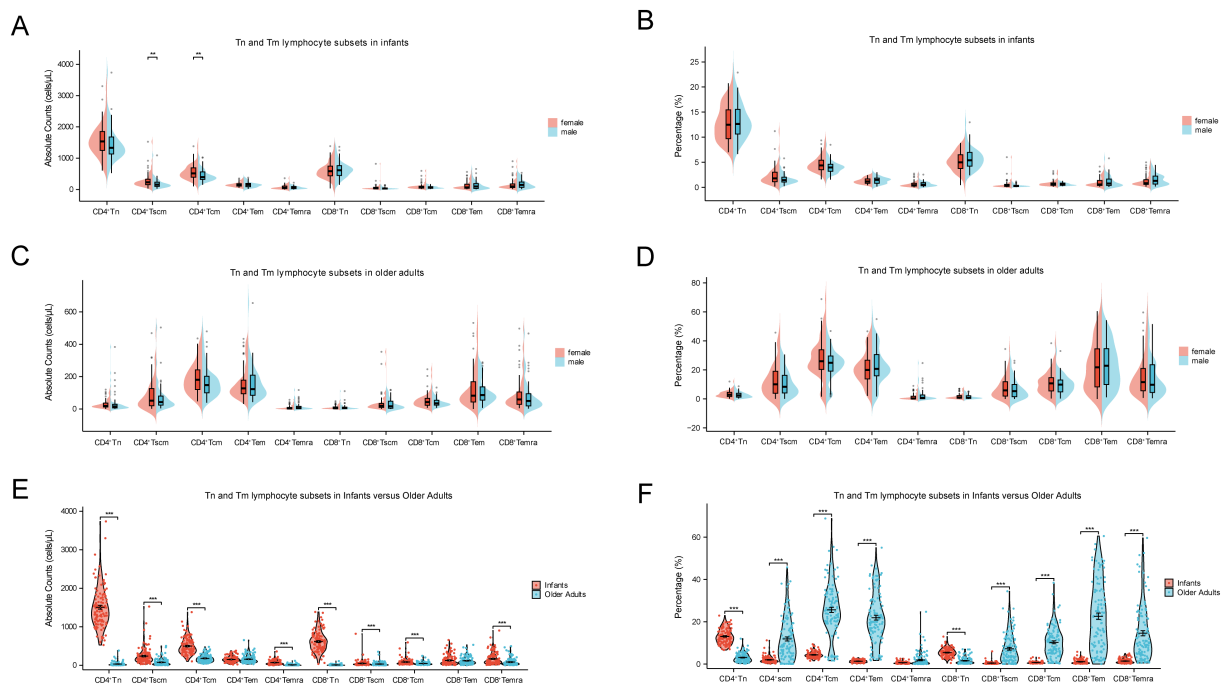 A
Tn and Tm lymphocyte subsets in infants
Absolute Counts (cells/μL)
4000
3000
2000
1000
0
** **
CD4⁺Tn CD4⁺Tscm CD4⁺Tcm CD4⁺Tem CD4⁺Temra CD8⁺Tn CD8⁺Tscm CD8⁺Tcm CD8⁺Tem CD8⁺Temra
female
male
B
Tn and Tm lymphocyte subsets in infants
Percentage (%)
25
20
15
10
5
0
CD4⁺Tn CD4⁺Tscm CD4⁺Tcm CD4⁺Tem CD4⁺Temra CD8⁺Tn CD8⁺Tscm CD8⁺Tcm CD8⁺Tem CD8⁺Temra
female
male
C
Tn and Tm lymphocyte subsets in older adults
Absolute Counts (cells/μL)
600
400
200
0
CD4⁺Tn CD4⁺Tscm CD4⁺Tcm CD4⁺Tem CD4⁺Temra CD8⁺Tn CD8⁺Tscm CD8⁺Tcm CD8⁺Tem CD8⁺Temra
female
male
D
Tn and Tm lymphocyte subsets in older adults
Percentage (%)
80
60
40
20
0
−20
CD4⁺Tn CD4⁺Tscm CD4⁺Tcm CD4⁺Tem CD4⁺Temra CD8⁺Tn CD8⁺Tscm CD8⁺Tcm CD8⁺Tem CD8⁺Temra
female
male
E
Tn and Tm lymphocyte subsets in Infants versus Older Adults
Absolute Counts (cells/μL)
4000
3000
2000
1000
0
*** *** *** *** *** *** *** ***
CD4⁺Tn CD4⁺Tscm CD4⁺Tcm CD4⁺Tem CD4⁺Temra CD8⁺Tn CD8⁺Tscm CD8⁺Tcm CD8⁺Tem CD8⁺Temra
Infants
Older Adults
F
Tn and Tm lymphocyte subsets in Infants versus Older Adults
Percentage (%)
60
40
20
0
*** *** *** *** *** *** *** *** ***
CD4⁺Tn CD4⁺scm CD4⁺Tcm CD4⁺Tem CD4⁺Temra CD8⁺Tn CD8⁺Tscm CD8⁺Tcm CD8⁺Tem CD8⁺Temra
Infants
Older Adults